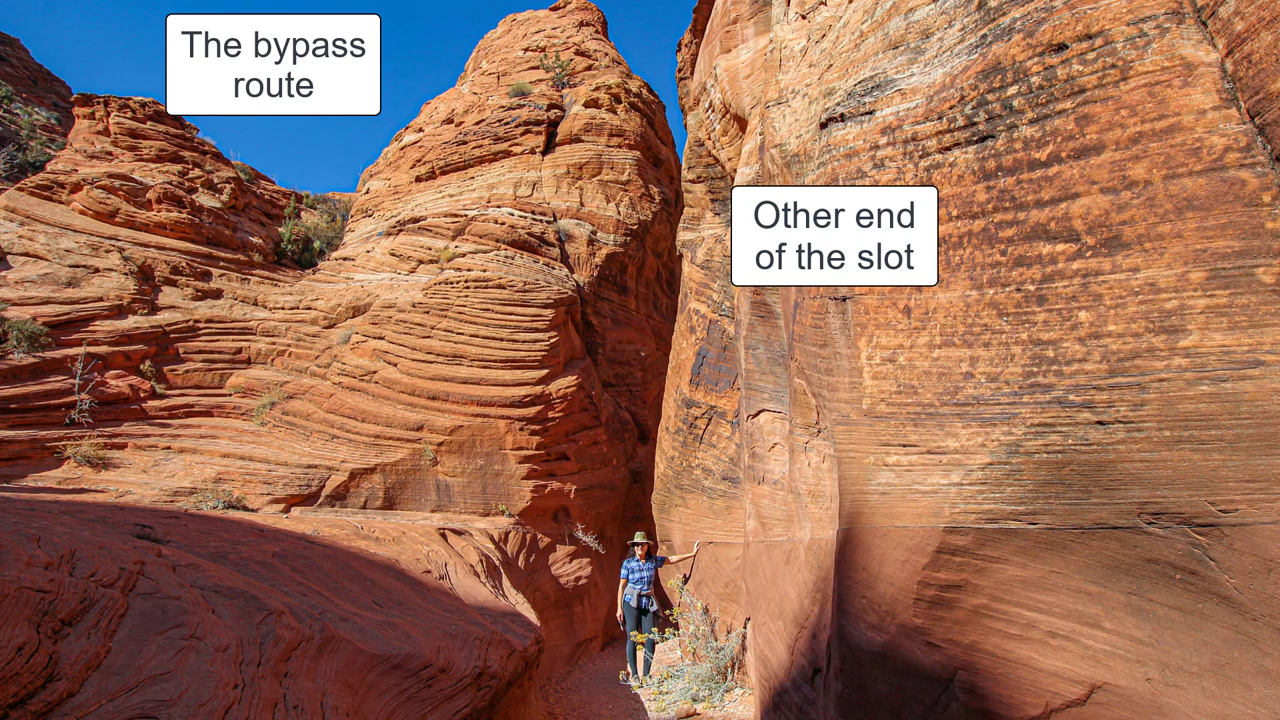 The bypass
route
Other end
of the slot